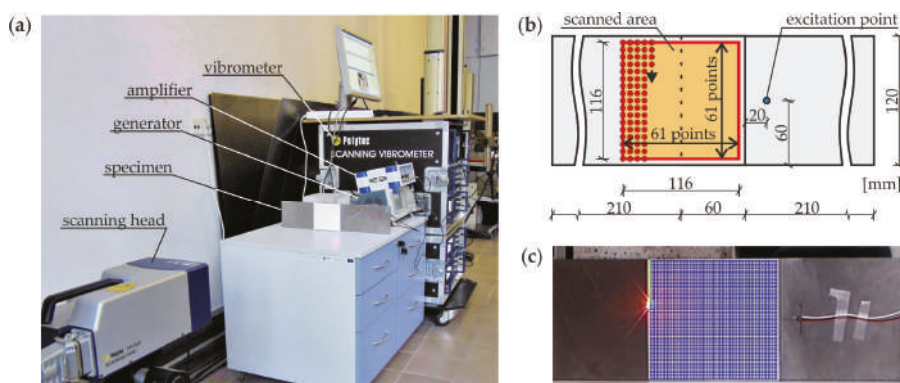 (a)
vibrometer
amplifier
generator
specimen
scanning head
Polytec
SCANNING VIBROMETER
(b)
scanned area
excitation point
116
61 points
61 points
20
60
120
116
[mm]
210
60
210
(c)